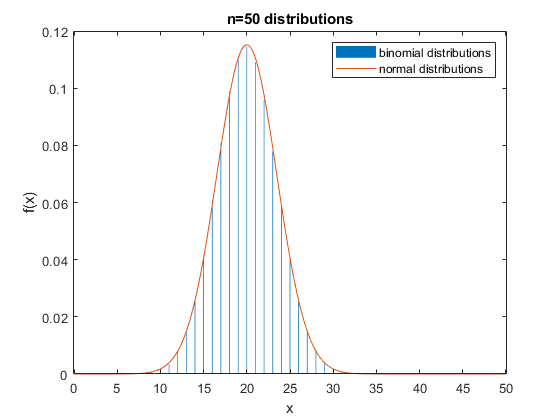 n=50 distributions
binomial distributions
normal distributions
f(x)
0.12
0.1
0.08
0.06
0.04
0.02
0
0 5 10 15 20 25 30 35 40 45 50
x